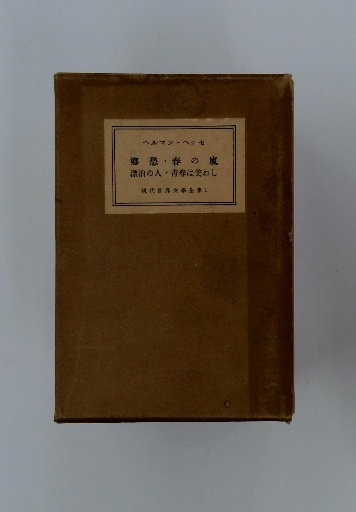 ヘルマン・ヘッセ
郷愁・春の嵐
漂泊の人・青春は美わし
現代世界文學全集1